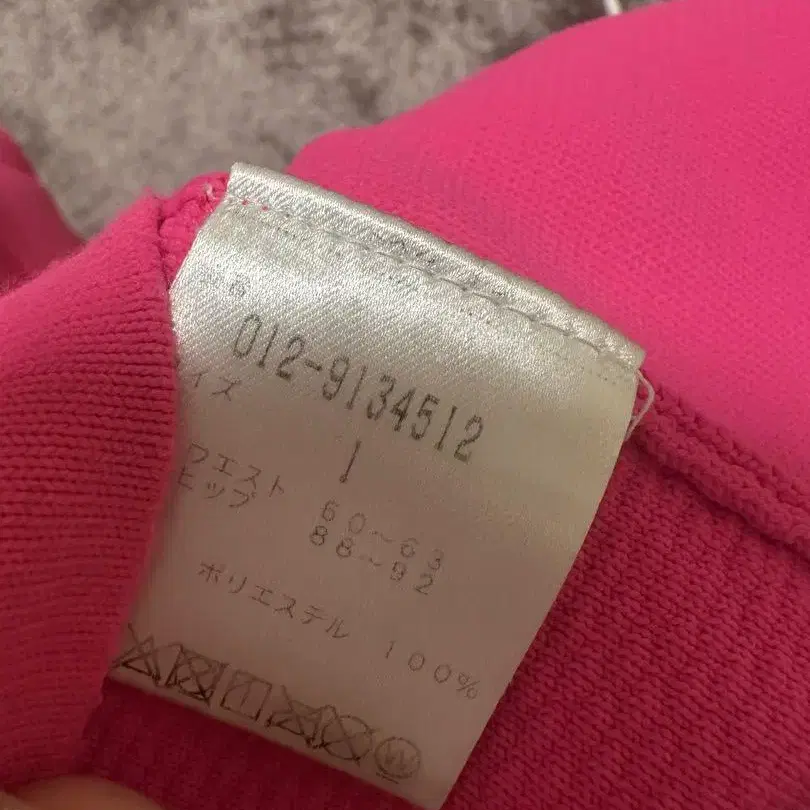 012-9134512
イズ
1
ウエスト 60~63
ヒップ 88~92
ポリエステル 100%
W